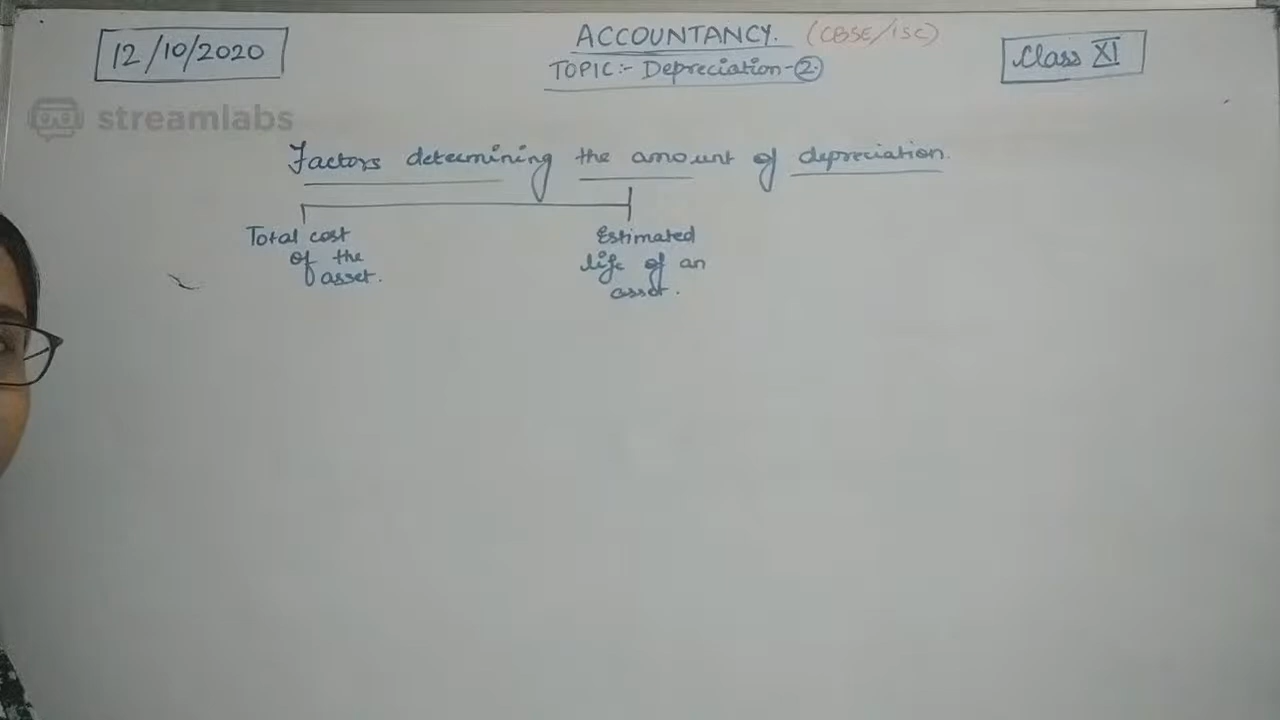 12/10/2020
ACCOUNTANCY. (CBSE/ISC)
TOPIC:- Depreciation-②
Class XI
streamlabs
Factors determining the amount of depreciation.
Total cost
of the
asset.
Estimated
life of an
asset.